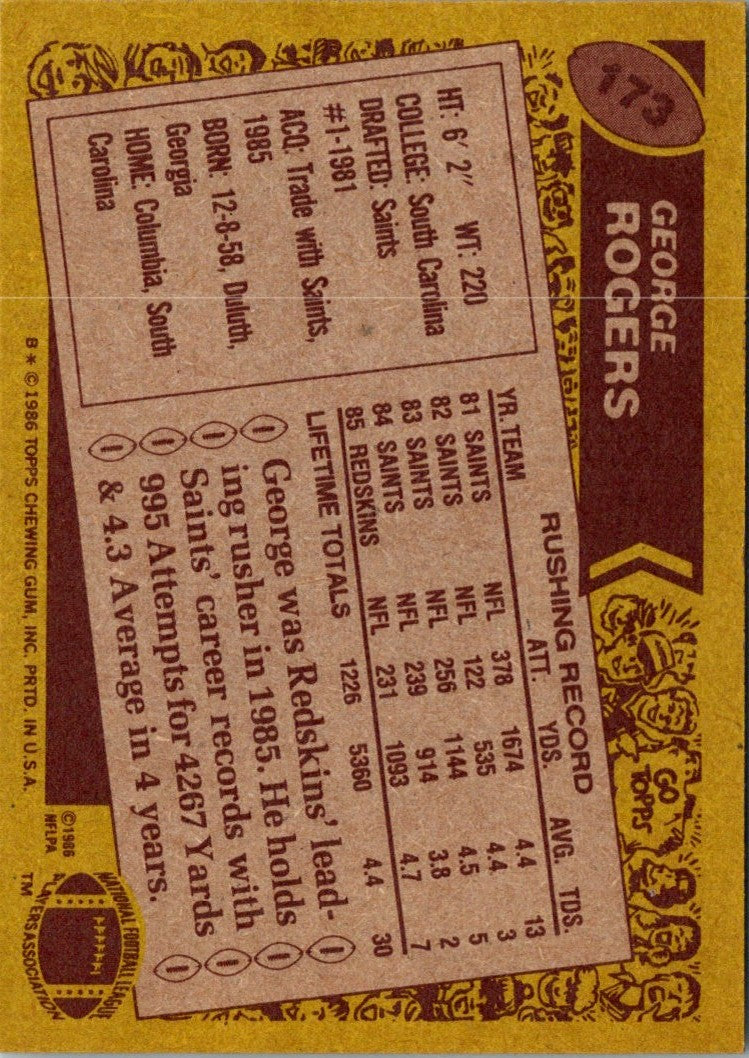 173
GEORGE
ROGERS
GO
TOPPS
HT: 6' 2" WT: 220
COLLEGE: South Carolina
DRAFTED: Saints
#1-1981
ACQ: Trade with Saints,
1985
BORN: 12-8-58, Duluth,
Georgia
HOME: Columbia, South
Carolina
RUSHING RECORD
YR. TEAM ATT. YDS. AVG. TDS.
81 SAINTS NFL 378 1674 4.4 13
82 SAINTS NFL 122 535 4.4 3
83 SAINTS NFL 256 1144 4.5 5
84 SAINTS NFL 239 914 3.8 2
85 REDSKINS NFL 231 1093 4.7 7
LIFETIME TOTALS 1226 5360 4.4 30
George was Redskins' lead-
ing rusher in 1985. He holds
Saints' career records with
995 Attempts for 4267 Yards
& 4.3 Average in 4 years.
©1986
NFLPA
NATIONAL FOOTBALL LEAGUE
PLAYERS ASSOCIATION
TM
B * © 1986 TOPPS CHEWING GUM, INC. PRTD. IN U.S.A.